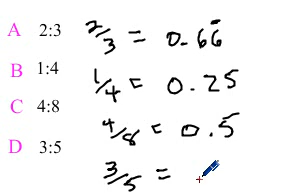 A 2:3 2/3 = 0.66̄
B 1:4 1/4 = 0.25
C 4:8 4/8 = 0.5
D 3:5 3/5 =